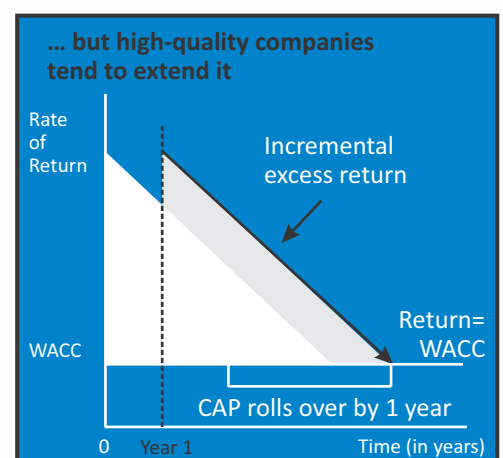 ... but high-quality companies
tend to extend it
Rate
of
Return
Incremental
excess return
Return=
WACC
WACC
CAP rolls over by 1 year
0
Year 1
Time (in years)